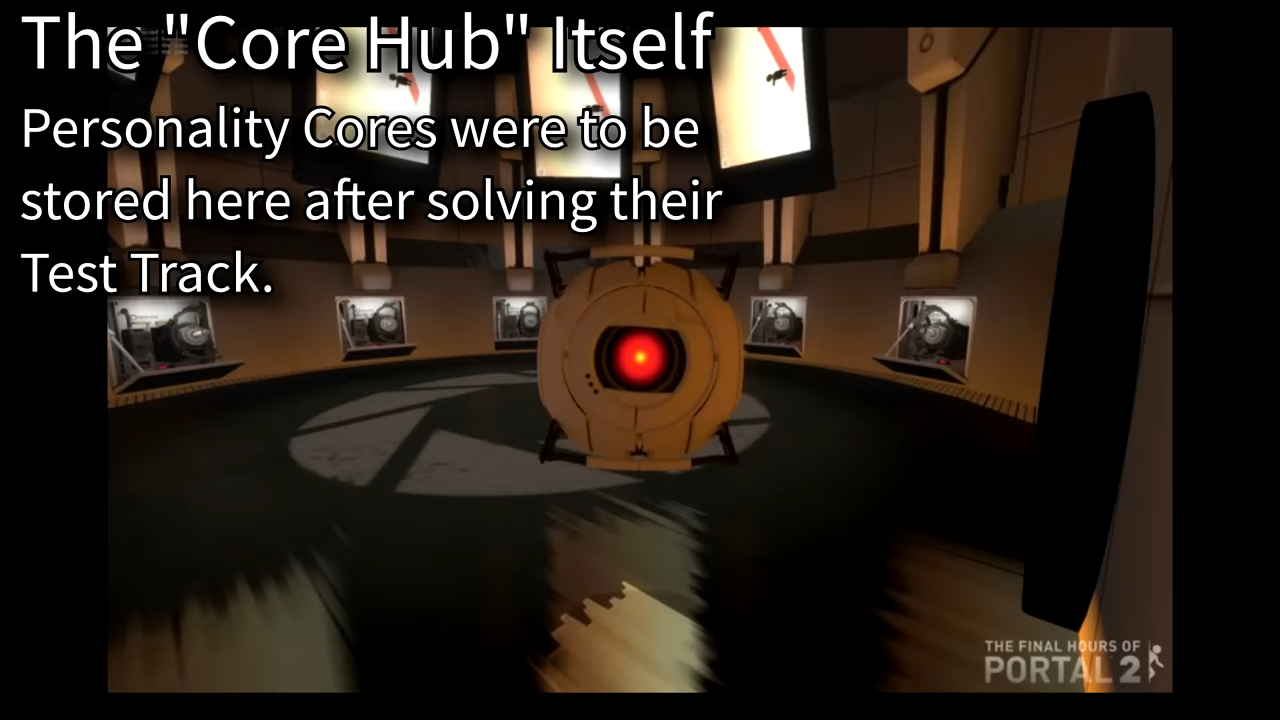 The "Core Hub" Itself
Personality Cores were to be
stored here after solving their
Test Track.
THE FINAL HOURS OF
PORTAL 2